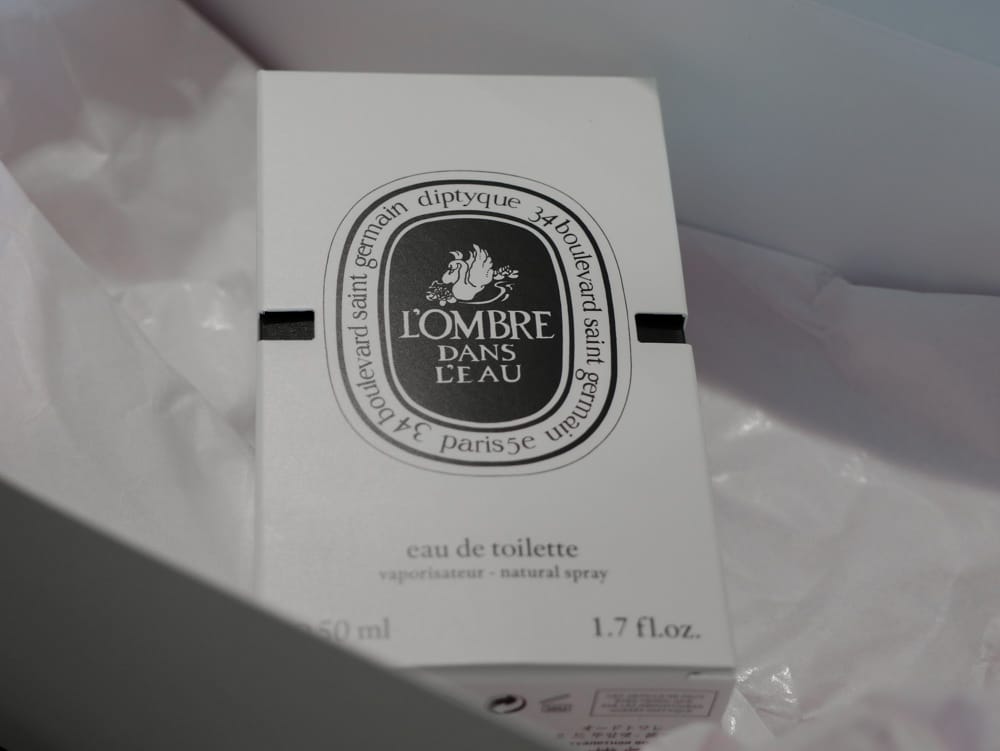 diptyque 34 boulevard saint germain paris 5e 34 boulevard saint germain
L'OMBRE
DANS
L'EAU
eau de toilette
vaporisateur - natural spray
50 ml 1.7 fl.oz.